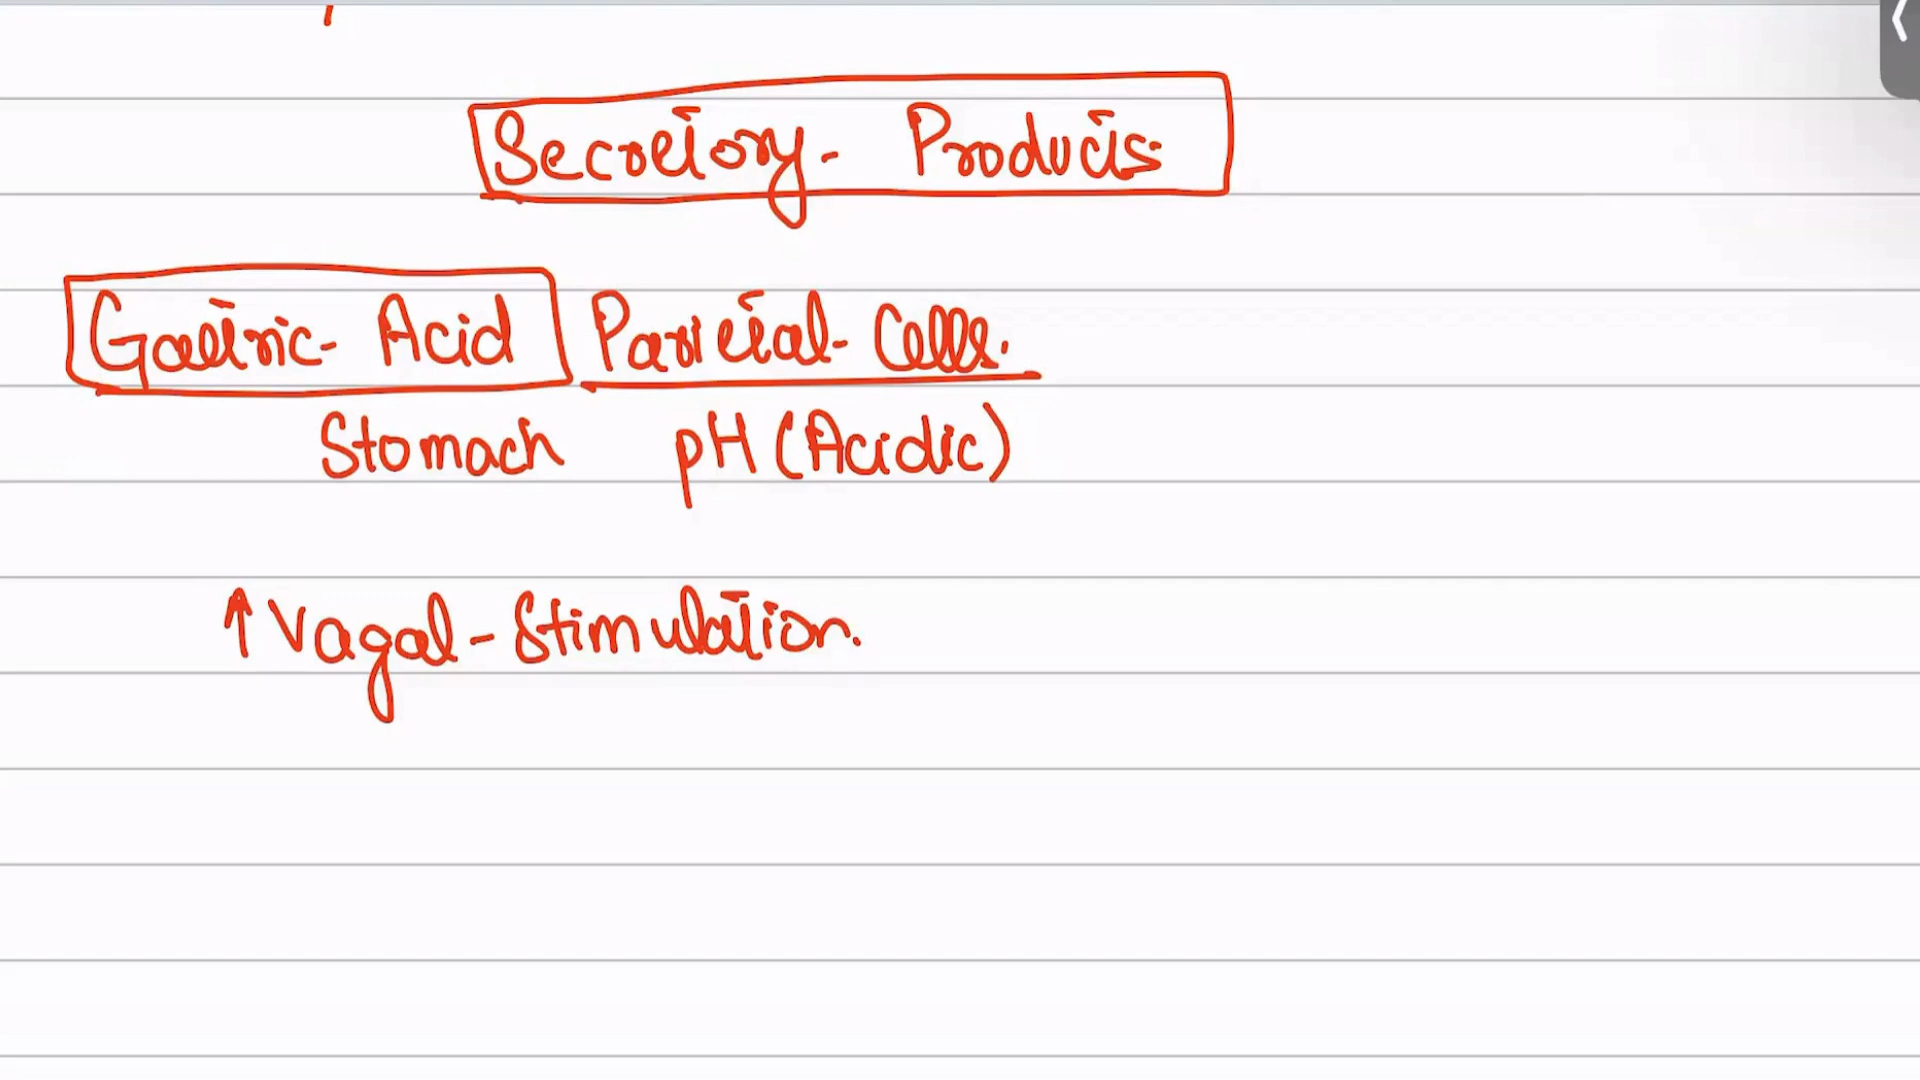 Secretory- Products.
Gastric- Acid Parietal- Cells.
Stomach pH (Acidic)
↑ Vagal-Stimulation.